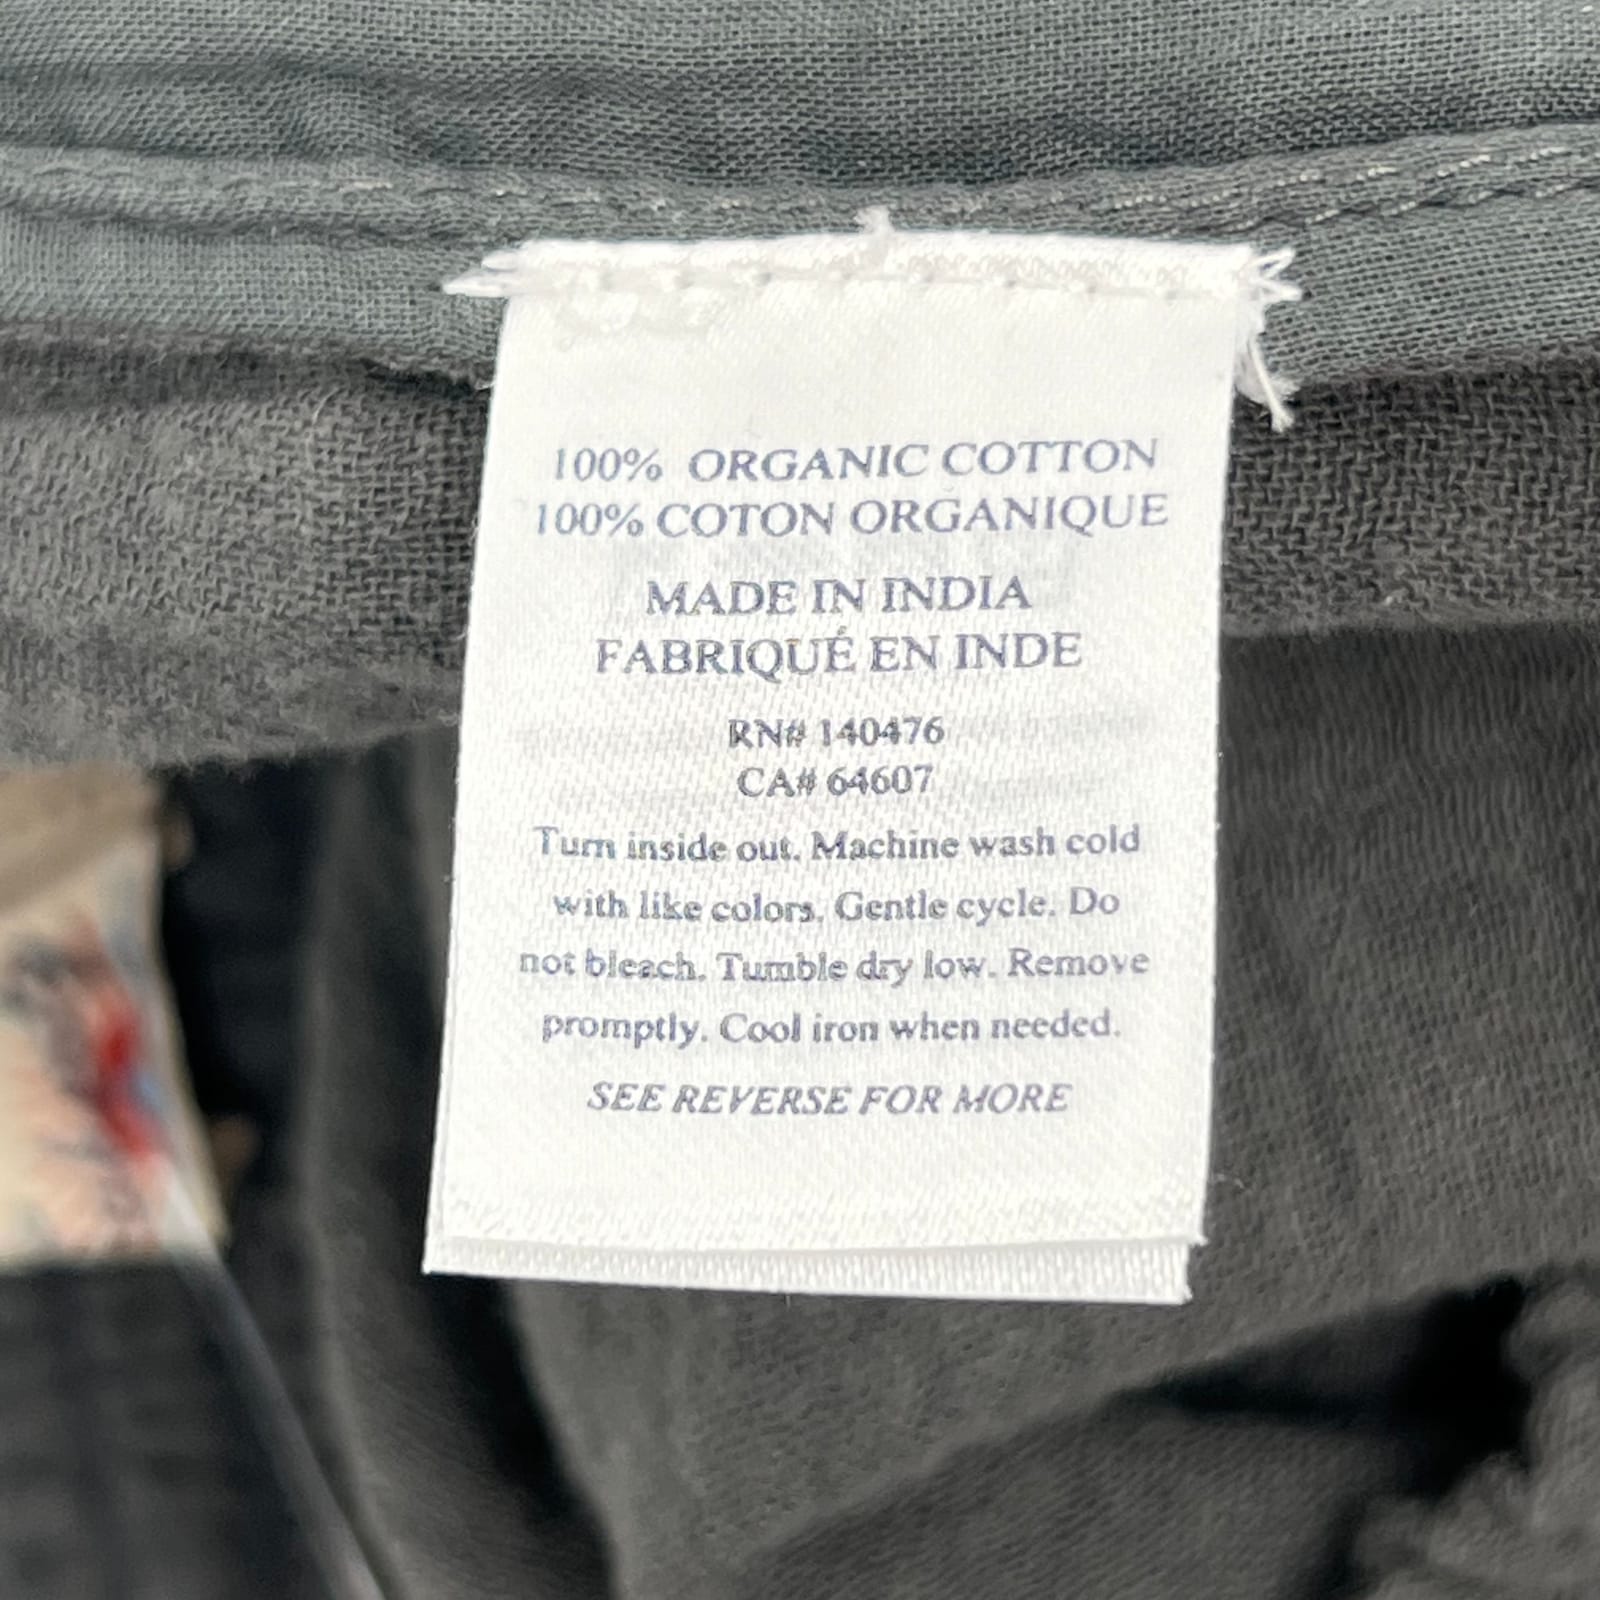 100% ORGANIC COTTON
100% COTON ORGANIQUE
MADE IN INDIA
FABRIQUÉ EN INDE
RN# 140476
CA# 64607
Turn inside out. Machine wash cold
with like colors. Gentle cycle. Do
not bleach. Tumble dry low. Remove
promptly. Cool iron when needed.
SEE REVERSE FOR MORE